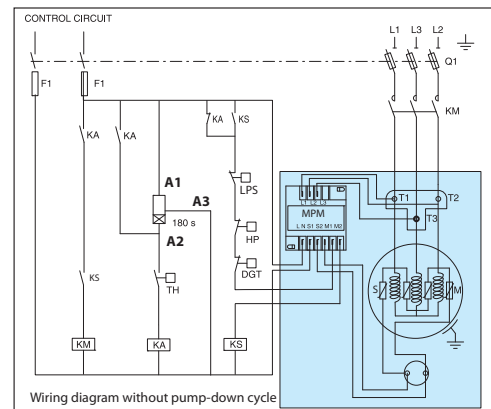 CONTROL CIRCUIT
L1 L3 L2
Q1
F1 F1
KM
KA KA KA KS
A1
A3
LPS
180 s
A2
HP
TH
DGT
KS
KM KA KS
L1 L2 L3
MPM
L N S1 S2 M1 M2
T1 T2
T3
S M
Wiring diagram without pump-down cycle